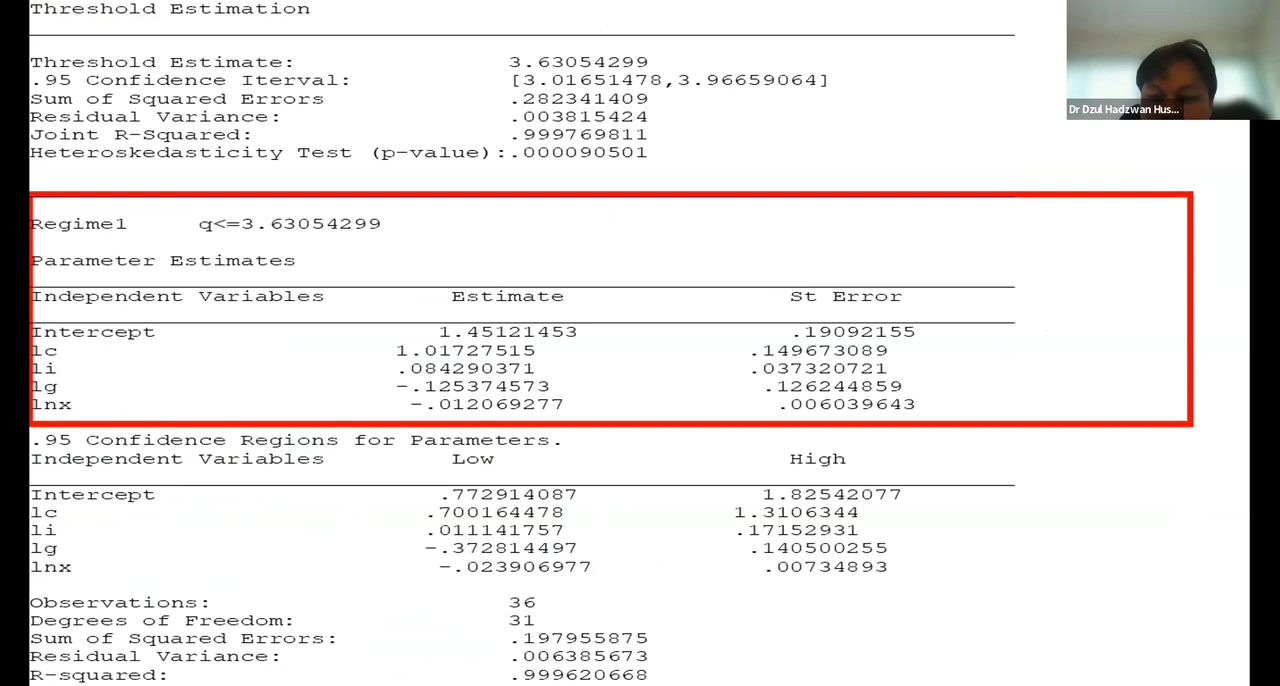 Threshold Estimation
Threshold Estimate: 3.63054299
.95 Confidence Iterval: [3.01651478,3.96659064]
Sum of Squared Errors .282341409
Residual Variance: .003815424
Joint R-Squared: .999769811
Heteroskedasticity Test (p-value):.000090501
Dr Dzul Hadzwan Hus...
Regime1 q<=3.63054299
Parameter Estimates
Independent Variables Estimate St Error
Intercept 1.45121453 .19092155
lc 1.01727515 .149673089
li .084290371 .037320721
lg -.125374573 .126244859
lnx -.012069277 .006039643
.95 Confidence Regions for Parameters.
Independent Variables Low High
Intercept .772914087 1.82542077
lc .700164478 1.3106344
li .011141757 .17152931
lg -.372814497 .140500255
lnx -.023906977 .00734893
Observations: 36
Degrees of Freedom: 31
Sum of Squared Errors: .197955875
Residual Variance: .006385673
R-squared: .999620668